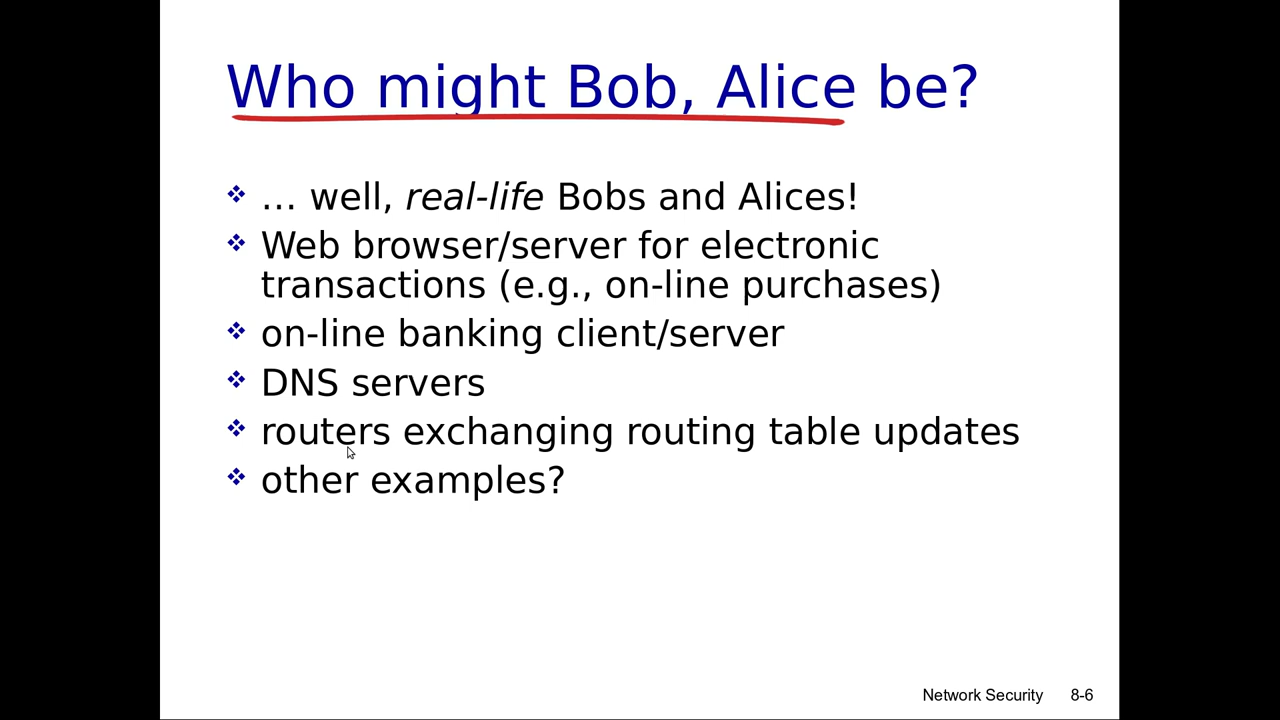 Who might Bob, Alice be?
... well, real-life Bobs and Alices!
Web browser/server for electronic
transactions (e.g., on-line purchases)
on-line banking client/server
DNS servers
routers exchanging routing table updates
other examples?
Network Security 8-6